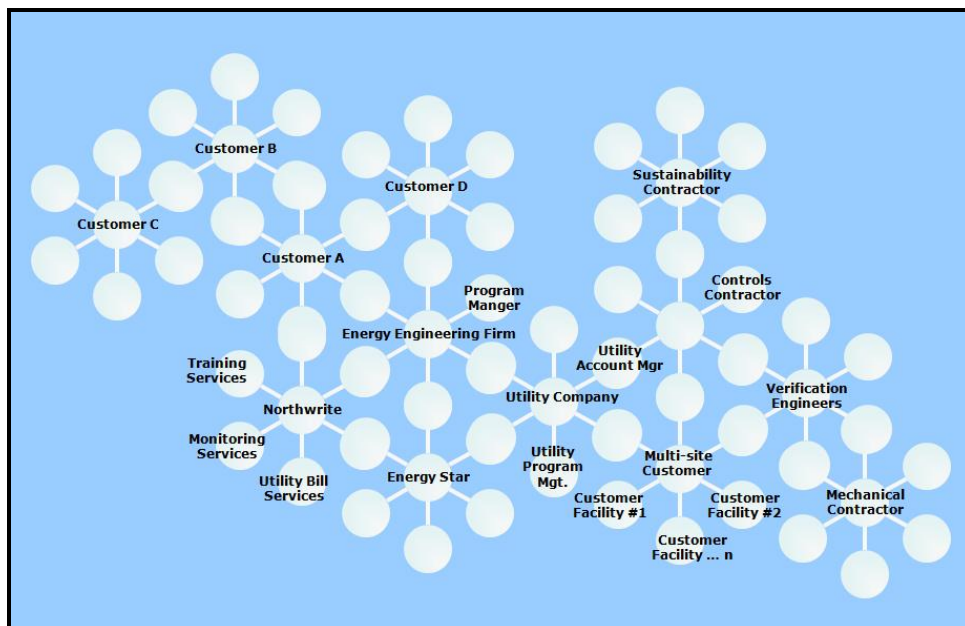 Customer B
Customer C
Customer D
Sustainability
Contractor
Customer A
Program
Manger
Controls
Contractor
Energy Engineering Firm
Utility
Account Mgr
Training
Services
Northwrite
Utility Company
Verification
Engineers
Monitoring
Services
Utility Bill
Services
Energy Star
Utility
Program
Mgt.
Multi-site
Customer
Customer
Facility #1
Customer
Facility #2
Customer
Facility ... n
Mechanical
Contractor